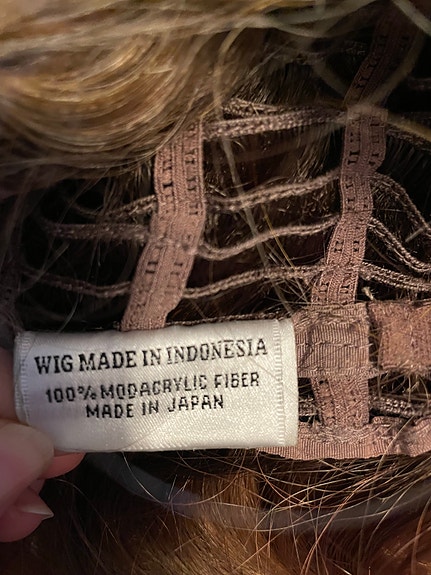 WIG MADE IN INDONESIA
100% MODACRYLIC FIBER
MADE IN JAPAN